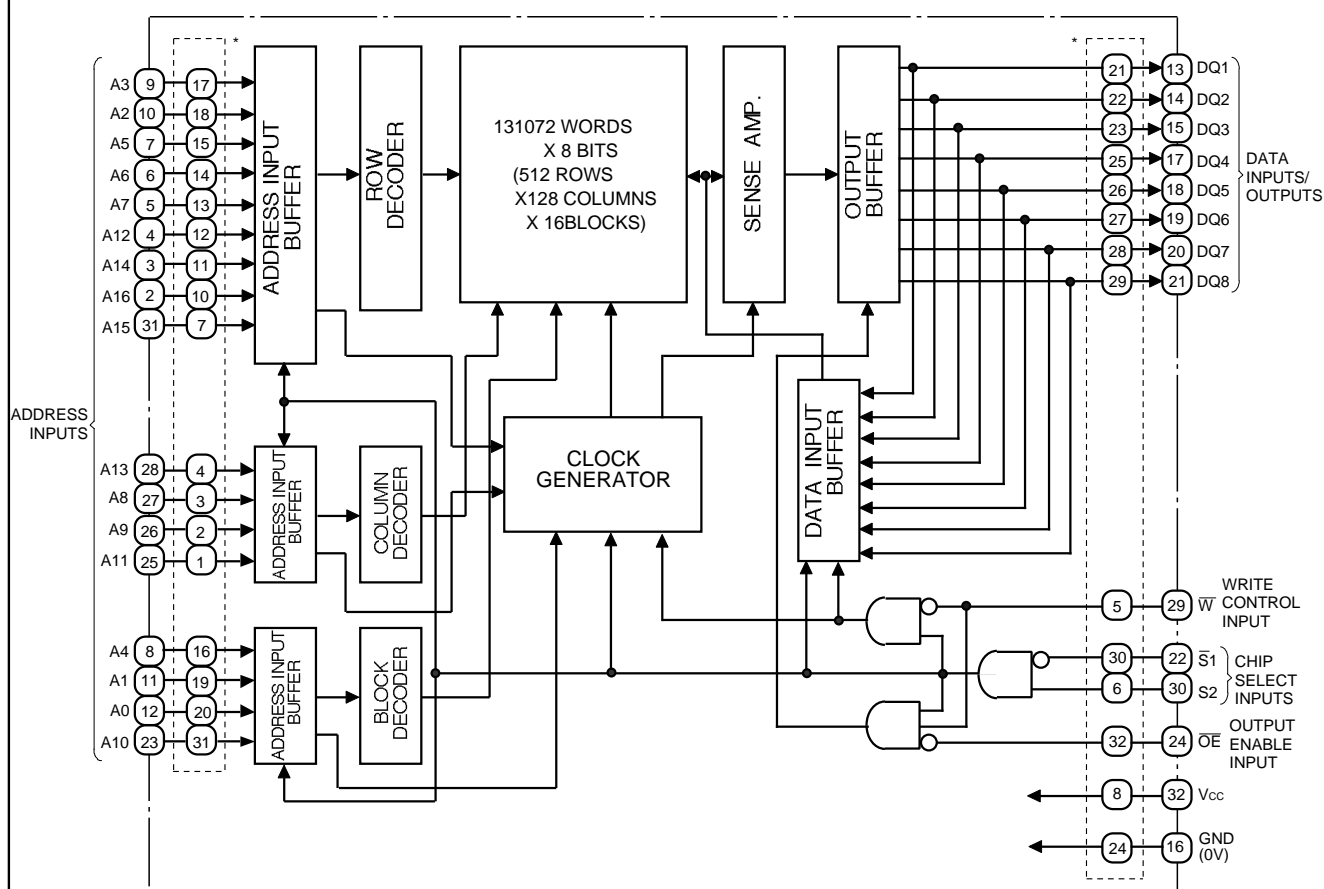 *
*
A3 9 17
A2 10 18
A5 7 15
A6 6 14
A7 5 13
A12 4 12
A14 3 11
A16 2 10
A15 31 7
ADDRESS INPUT
BUFFER
ROW
DECODER
131072 WORDS
X 8 BITS
(512 ROWS
X128 COLUMNS
X 16BLOCKS)
SENSE AMP.
OUTPUT
BUFFER
21 13 DQ1
22 14 DQ2
23 15 DQ3
25 17 DQ4
26 18 DQ5
27 19 DQ6
28 20 DQ7
29 21 DQ8
DATA
INPUTS/
OUTPUTS
ADDRESS
INPUTS
A13 28 4
A8 27 3
A9 26 2
A11 25 1
ADDRESS INPUT
BUFFER
COLUMN
DECODER
CLOCK
GENERATOR
DATA INPUT
BUFFER
A4 8 16
A1 11 19
A0 12 20
A10 23 31
ADDRESS INPUT
BUFFER
BLOCK
DECODER
5 29 W̅
WRITE
CONTROL
INPUT
30 22 S̅1
6 30 S2
CHIP
SELECT
INPUTS
32 24 O̅E̅
OUTPUT
ENABLE
INPUT
8 32 Vcc
24 16 GND
(0V)